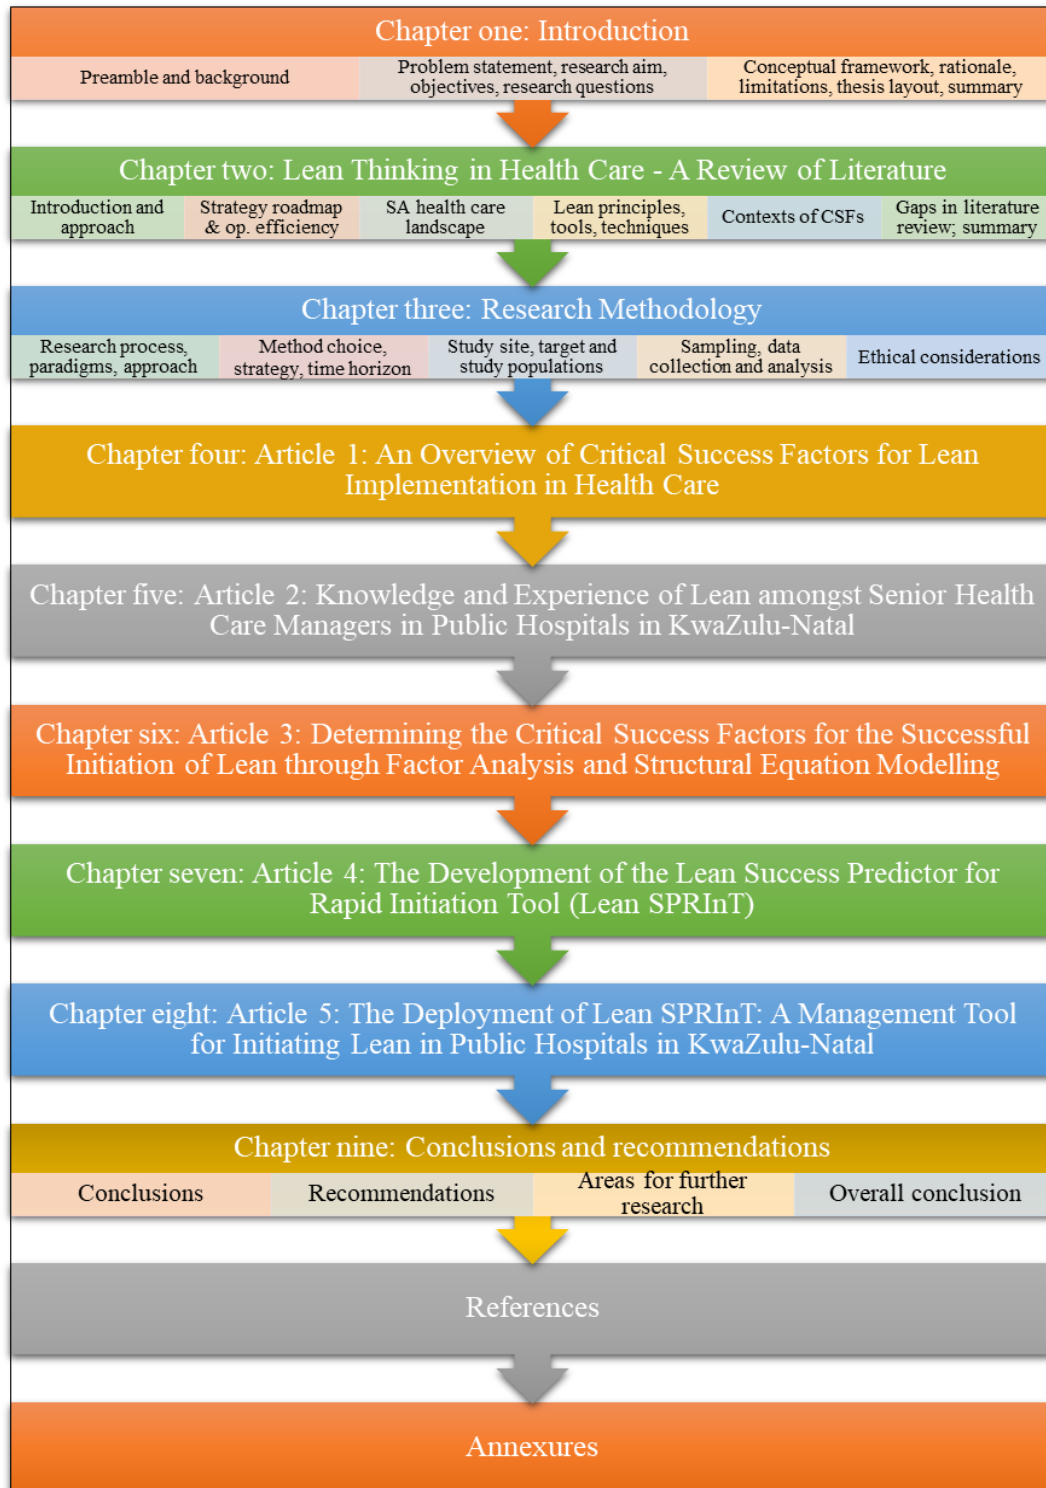 Chapter one: Introduction
Preamble and background
Problem statement, research aim,
objectives, research questions
Conceptual framework, rationale,
limitations, thesis layout, summary
Chapter two: Lean Thinking in Health Care - A Review of Literature
Introduction and
approach
Strategy roadmap
& op. efficiency
SA health care
landscape
Lean principles,
tools, techniques
Contexts of CSFs
Gaps in literature
review; summary
Chapter three: Research Methodology
Research process,
paradigms, approach
Method choice,
strategy, time horizon
Study site, target and
study populations
Sampling, data
collection and analysis
Ethical considerations
Chapter four: Article 1: An Overview of Critical Success Factors for Lean
Implementation in Health Care
Chapter five: Article 2: Knowledge and Experience of Lean amongst Senior Health
Care Managers in Public Hospitals in KwaZulu-Natal
Chapter six: Article 3: Determining the Critical Success Factors for the Successful
Initiation of Lean through Factor Analysis and Structural Equation Modelling
Chapter seven: Article 4: The Development of the Lean Success Predictor for
Rapid Initiation Tool (Lean SPRInT)
Chapter eight: Article 5: The Deployment of Lean SPRInT: A Management Tool
for Initiating Lean in Public Hospitals in KwaZulu-Natal
Chapter nine: Conclusions and recommendations
Conclusions
Recommendations
Areas for further
research
Overall conclusion
References
Annexures